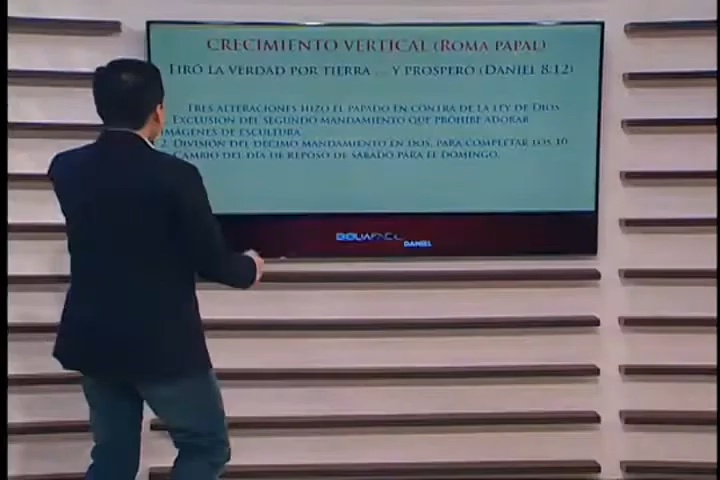 CRECIMIENTO VERTICAL (ROMA PAPAL)
TIRÓ LA VERDAD POR TIERRA ... Y PROSPERÓ (DANIEL 8:12)
TRES ALTERACIONES HIZO EL PAPADO EN CONTRA DE LA LEY DE DIOS
EXCLUSIÓN DEL SEGUNDO MANDAMIENTO QUE PROHÍBE ADORAR
IMÁGENES DE ESCULTURA
2. DIVISIÓN DEL DÉCIMO MANDAMIENTO EN DOS, PARA COMPLETAR LOS 10
CAMBIO DEL DÍA DE REPOSO DE SÁBADO PARA EL DOMINGO.
DANIEL